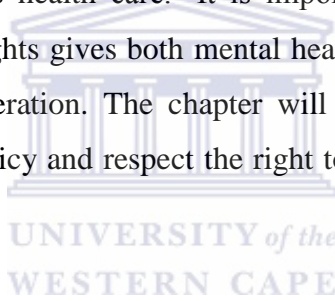 s health care. It is impo
ghts gives both mental hea
eration. The chapter will
icy and respect the right t
UNIVERSITY of the
WESTERN CAPE